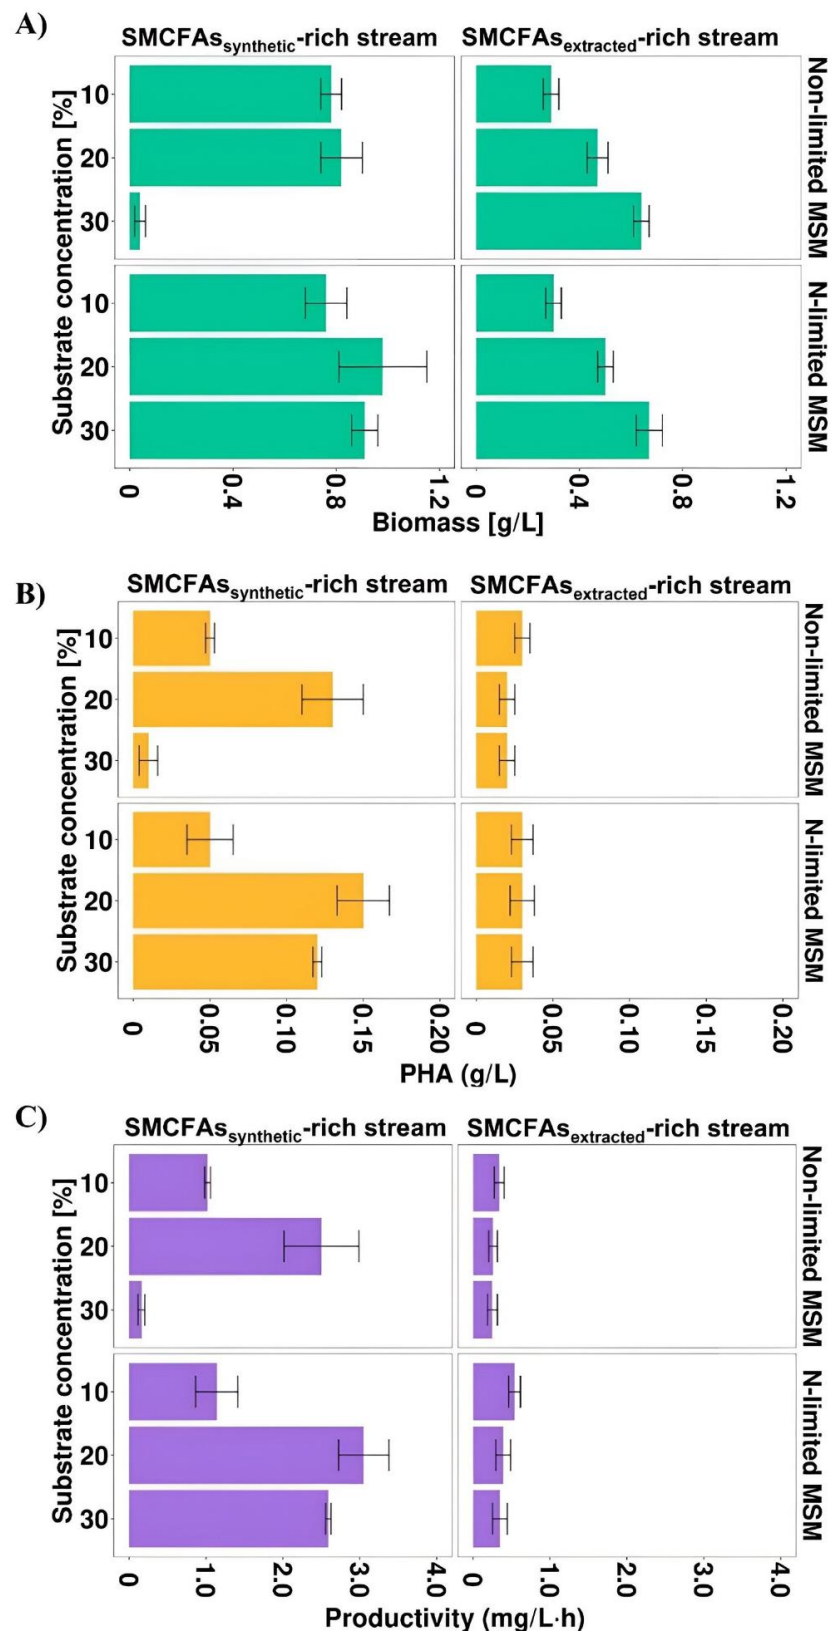 A)
SMCFAssynthetic-rich stream SMCFAsextracted-rich stream
Substrate concentration [%]
10
20
30
Non-limited MSM
10
20
30
N-limited MSM
0 0.4 0.8 1.2 0 0.4 0.8 1.2
Biomass [g/L]
B)
SMCFAssynthetic-rich stream SMCFAsextracted-rich stream
Substrate concentration [%]
10
20
30
Non-limited MSM
10
20
30
N-limited MSM
0 0.05 0.10 0.15 0.20 0 0.05 0.10 0.15 0.20
PHA (g/L)
C)
SMCFAssynthetic-rich stream SMCFAsextracted-rich stream
Substrate concentration [%]
10
20
30
Non-limited MSM
10
20
30
N-limited MSM
0 1.0 2.0 3.0 4.0 0 1.0 2.0 3.0 4.0
Productivity (mg/L·h)